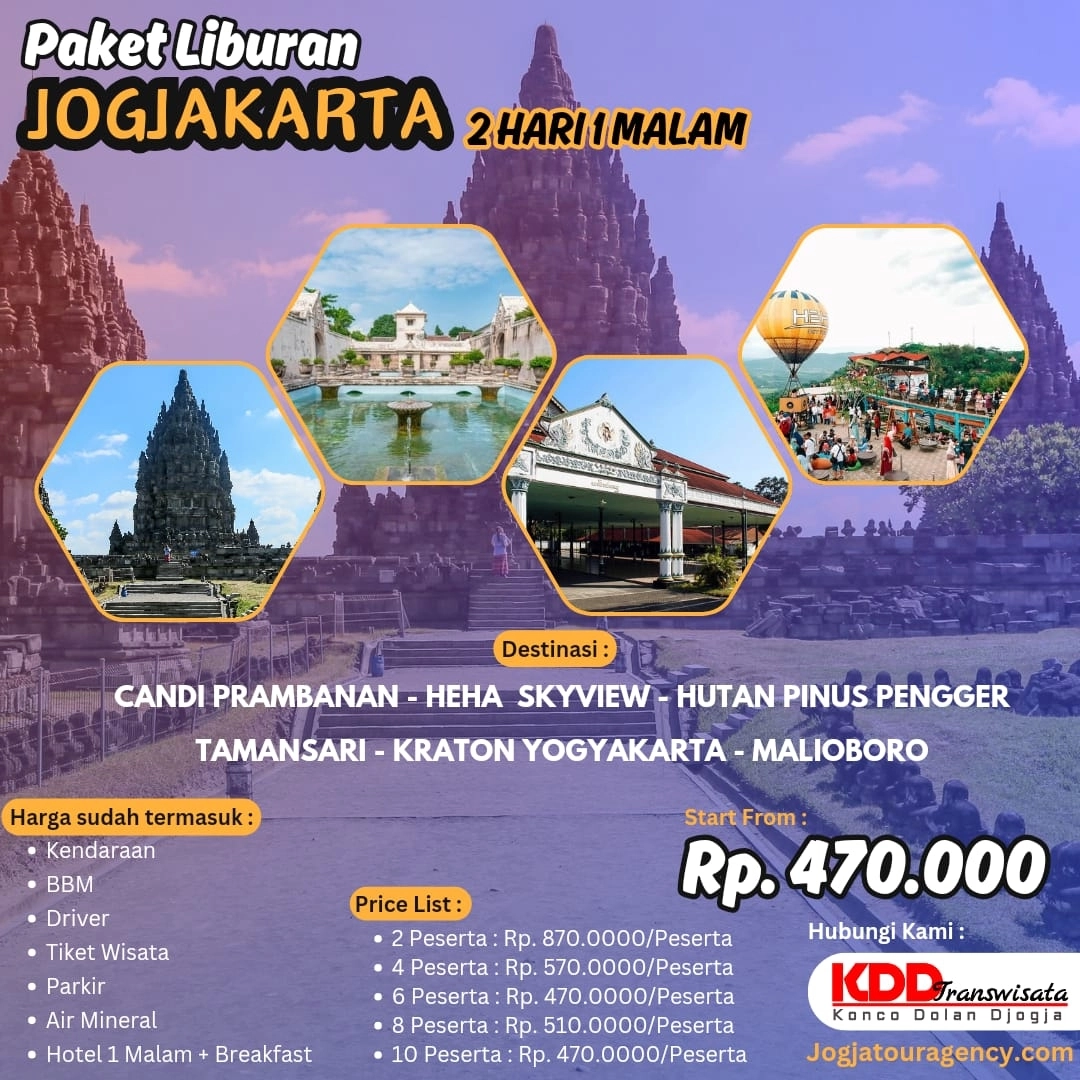 Paket Liburan
JOGJAKARTA 2 HARI 1 MALAM
HEHA
Destinasi :
CANDI PRAMBANAN - HEHA SKYVIEW - HUTAN PINUS PENGGER
TAMANSARI - KRATON YOGYAKARTA - MALIOBORO
Harga sudah termasuk :
• Kendaraan
• BBM
• Driver
• Tiket Wisata
• Parkir
• Air Mineral
• Hotel 1 Malam + Breakfast
Price List :
• 2 Peserta : Rp. 870.0000/Peserta
• 4 Peserta : Rp. 570.0000/Peserta
• 6 Peserta : Rp. 470.0000/Peserta
• 8 Peserta : Rp. 510.0000/Peserta
• 10 Peserta : Rp. 470.0000/Peserta
Start From :
Rp. 470.000
Hubungi Kami :
KDD Transwisata
Konco Dolan Djogja
Jogjatouragency.com